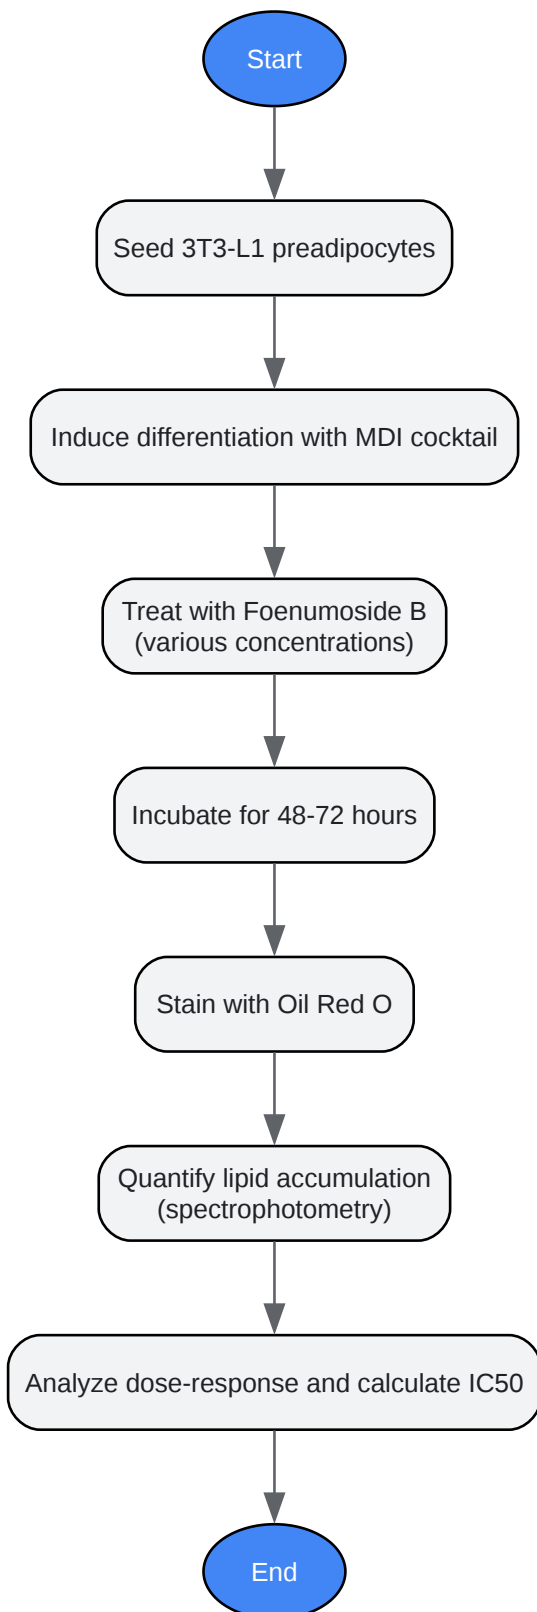 Start
Seed 3T3-L1 preadipocytes
Induce differentiation with MDI cocktail
Treat with Foenumoside B
(various concentrations)
Incubate for 48-72 hours
Stain with Oil Red O
Quantify lipid accumulation
(spectrophotometry)
Analyze dose-response and calculate IC50
End